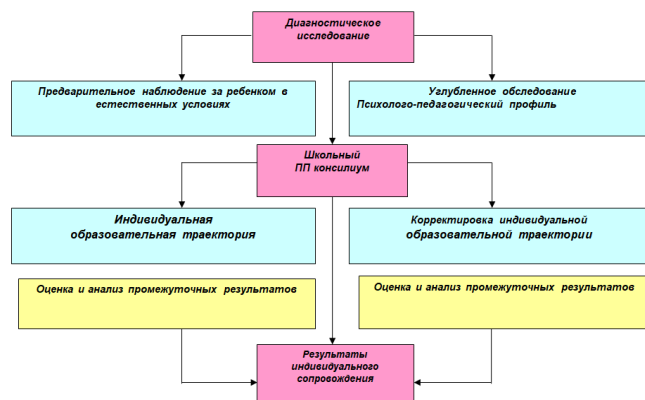 Диагностическое
исследование
Предварительное наблюдение за ребенком в
естественных условиях
Углубленное обследование
Психолого-педагогический профиль
Школьный
ПП консилиум
Индивидуальная
образовательная траектория
Корректировка индивидуальной
образовательной траектории
Оценка и анализ промежуточных результатов
Оценка и анализ промежуточных результатов
Результаты
индивидуального
сопровождения